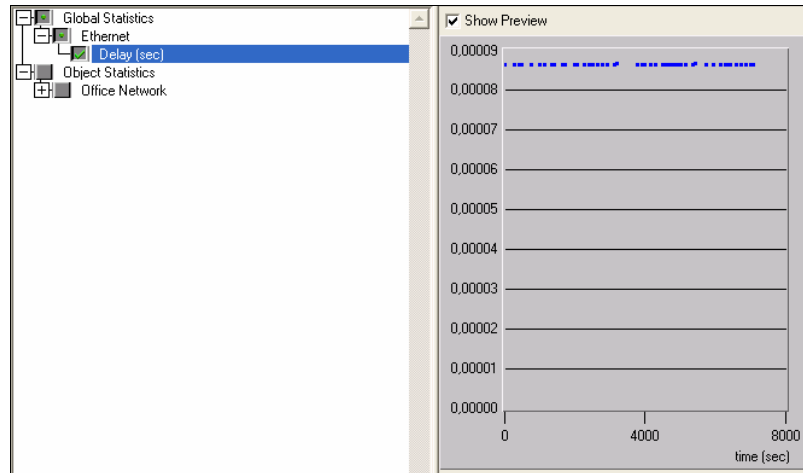 Global Statistics
Ethernet
Delay (sec)
Object Statistics
Office Network
Show Preview
0,00009
0,00008
0,00007
0,00006
0,00005
0,00004
0,00003
0,00002
0,00001
0,00000
0 4000 8000
time (sec)